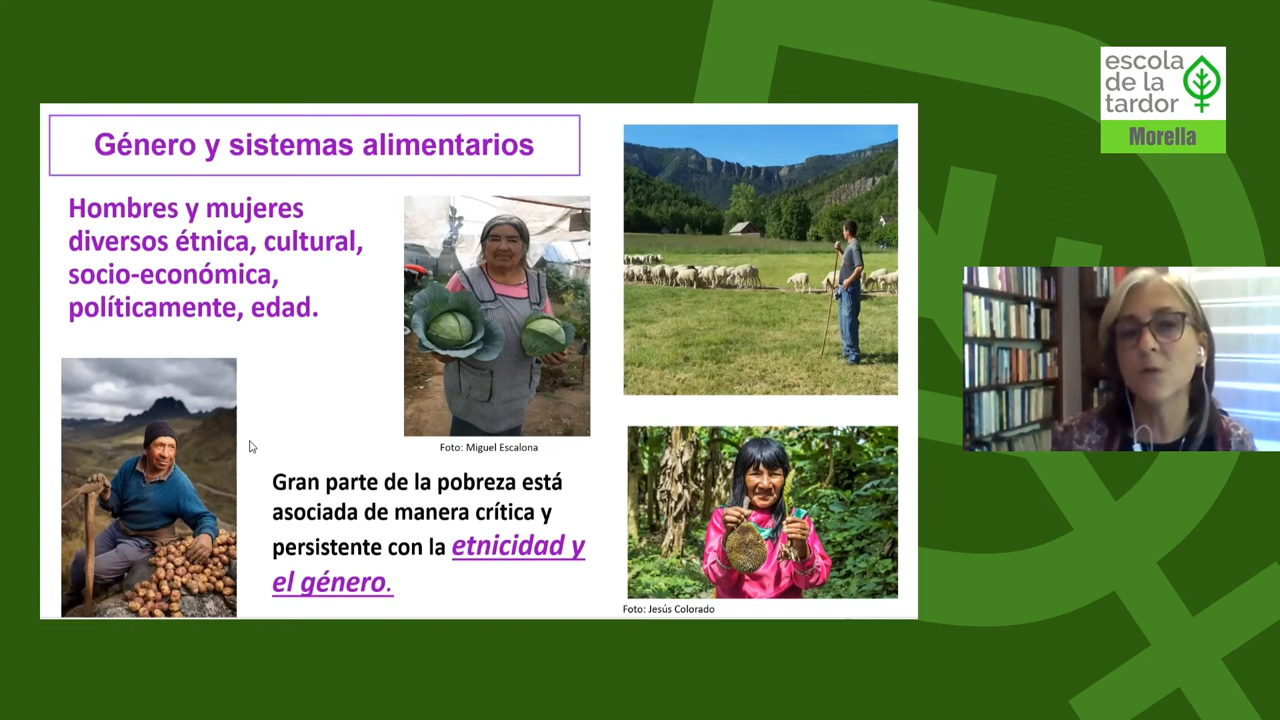 escola
de la
tardor
Morella
Género y sistemas alimentarios
Hombres y mujeres
diversos étnica, cultural,
socio-económica,
políticamente, edad.
Foto: Miguel Escalona
Gran parte de la pobreza está
asociada de manera crítica y
persistente con la etnicidad y
el género.
Foto: Jesús Colorado